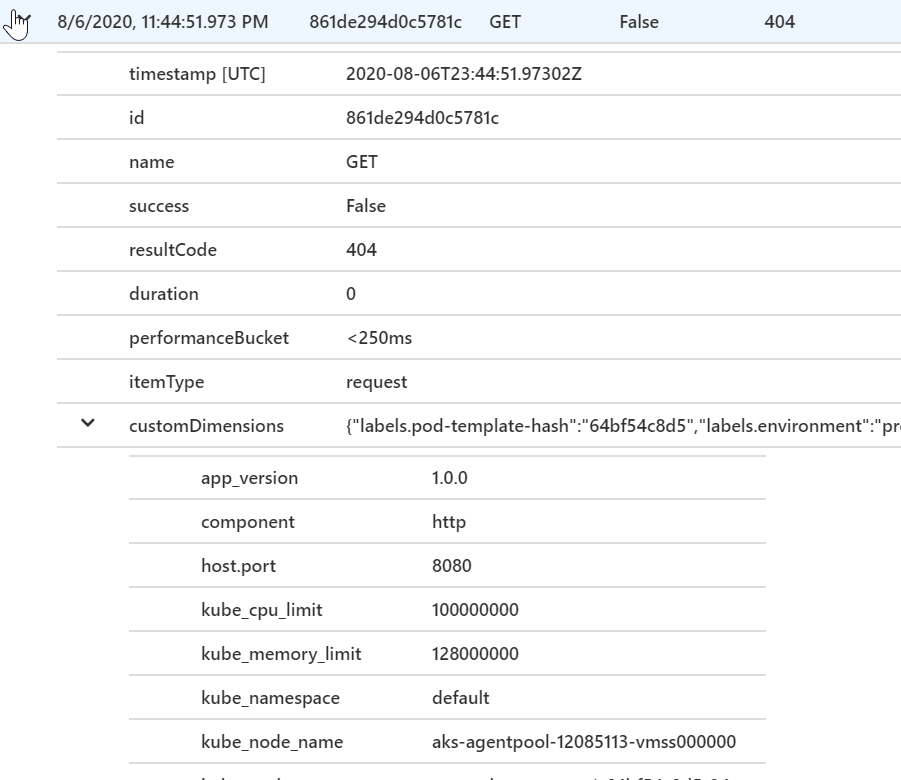 8/6/2020, 11:44:51.973 PM 861de294d0c5781c GET False 404
timestamp [UTC] 2020-08-06T23:44:51.97302Z
id 861de294d0c5781c
name GET
success False
resultCode 404
duration 0
performanceBucket <250ms
itemType request
customDimensions {"labels.pod-template-hash":"64bf54c8d5","labels.environment":"pr
app_version 1.0.0
component http
host.port 8080
kube_cpu_limit 100000000
kube_memory_limit 128000000
kube_namespace default
kube_node_name aks-agentpool-12085113-vmss000000